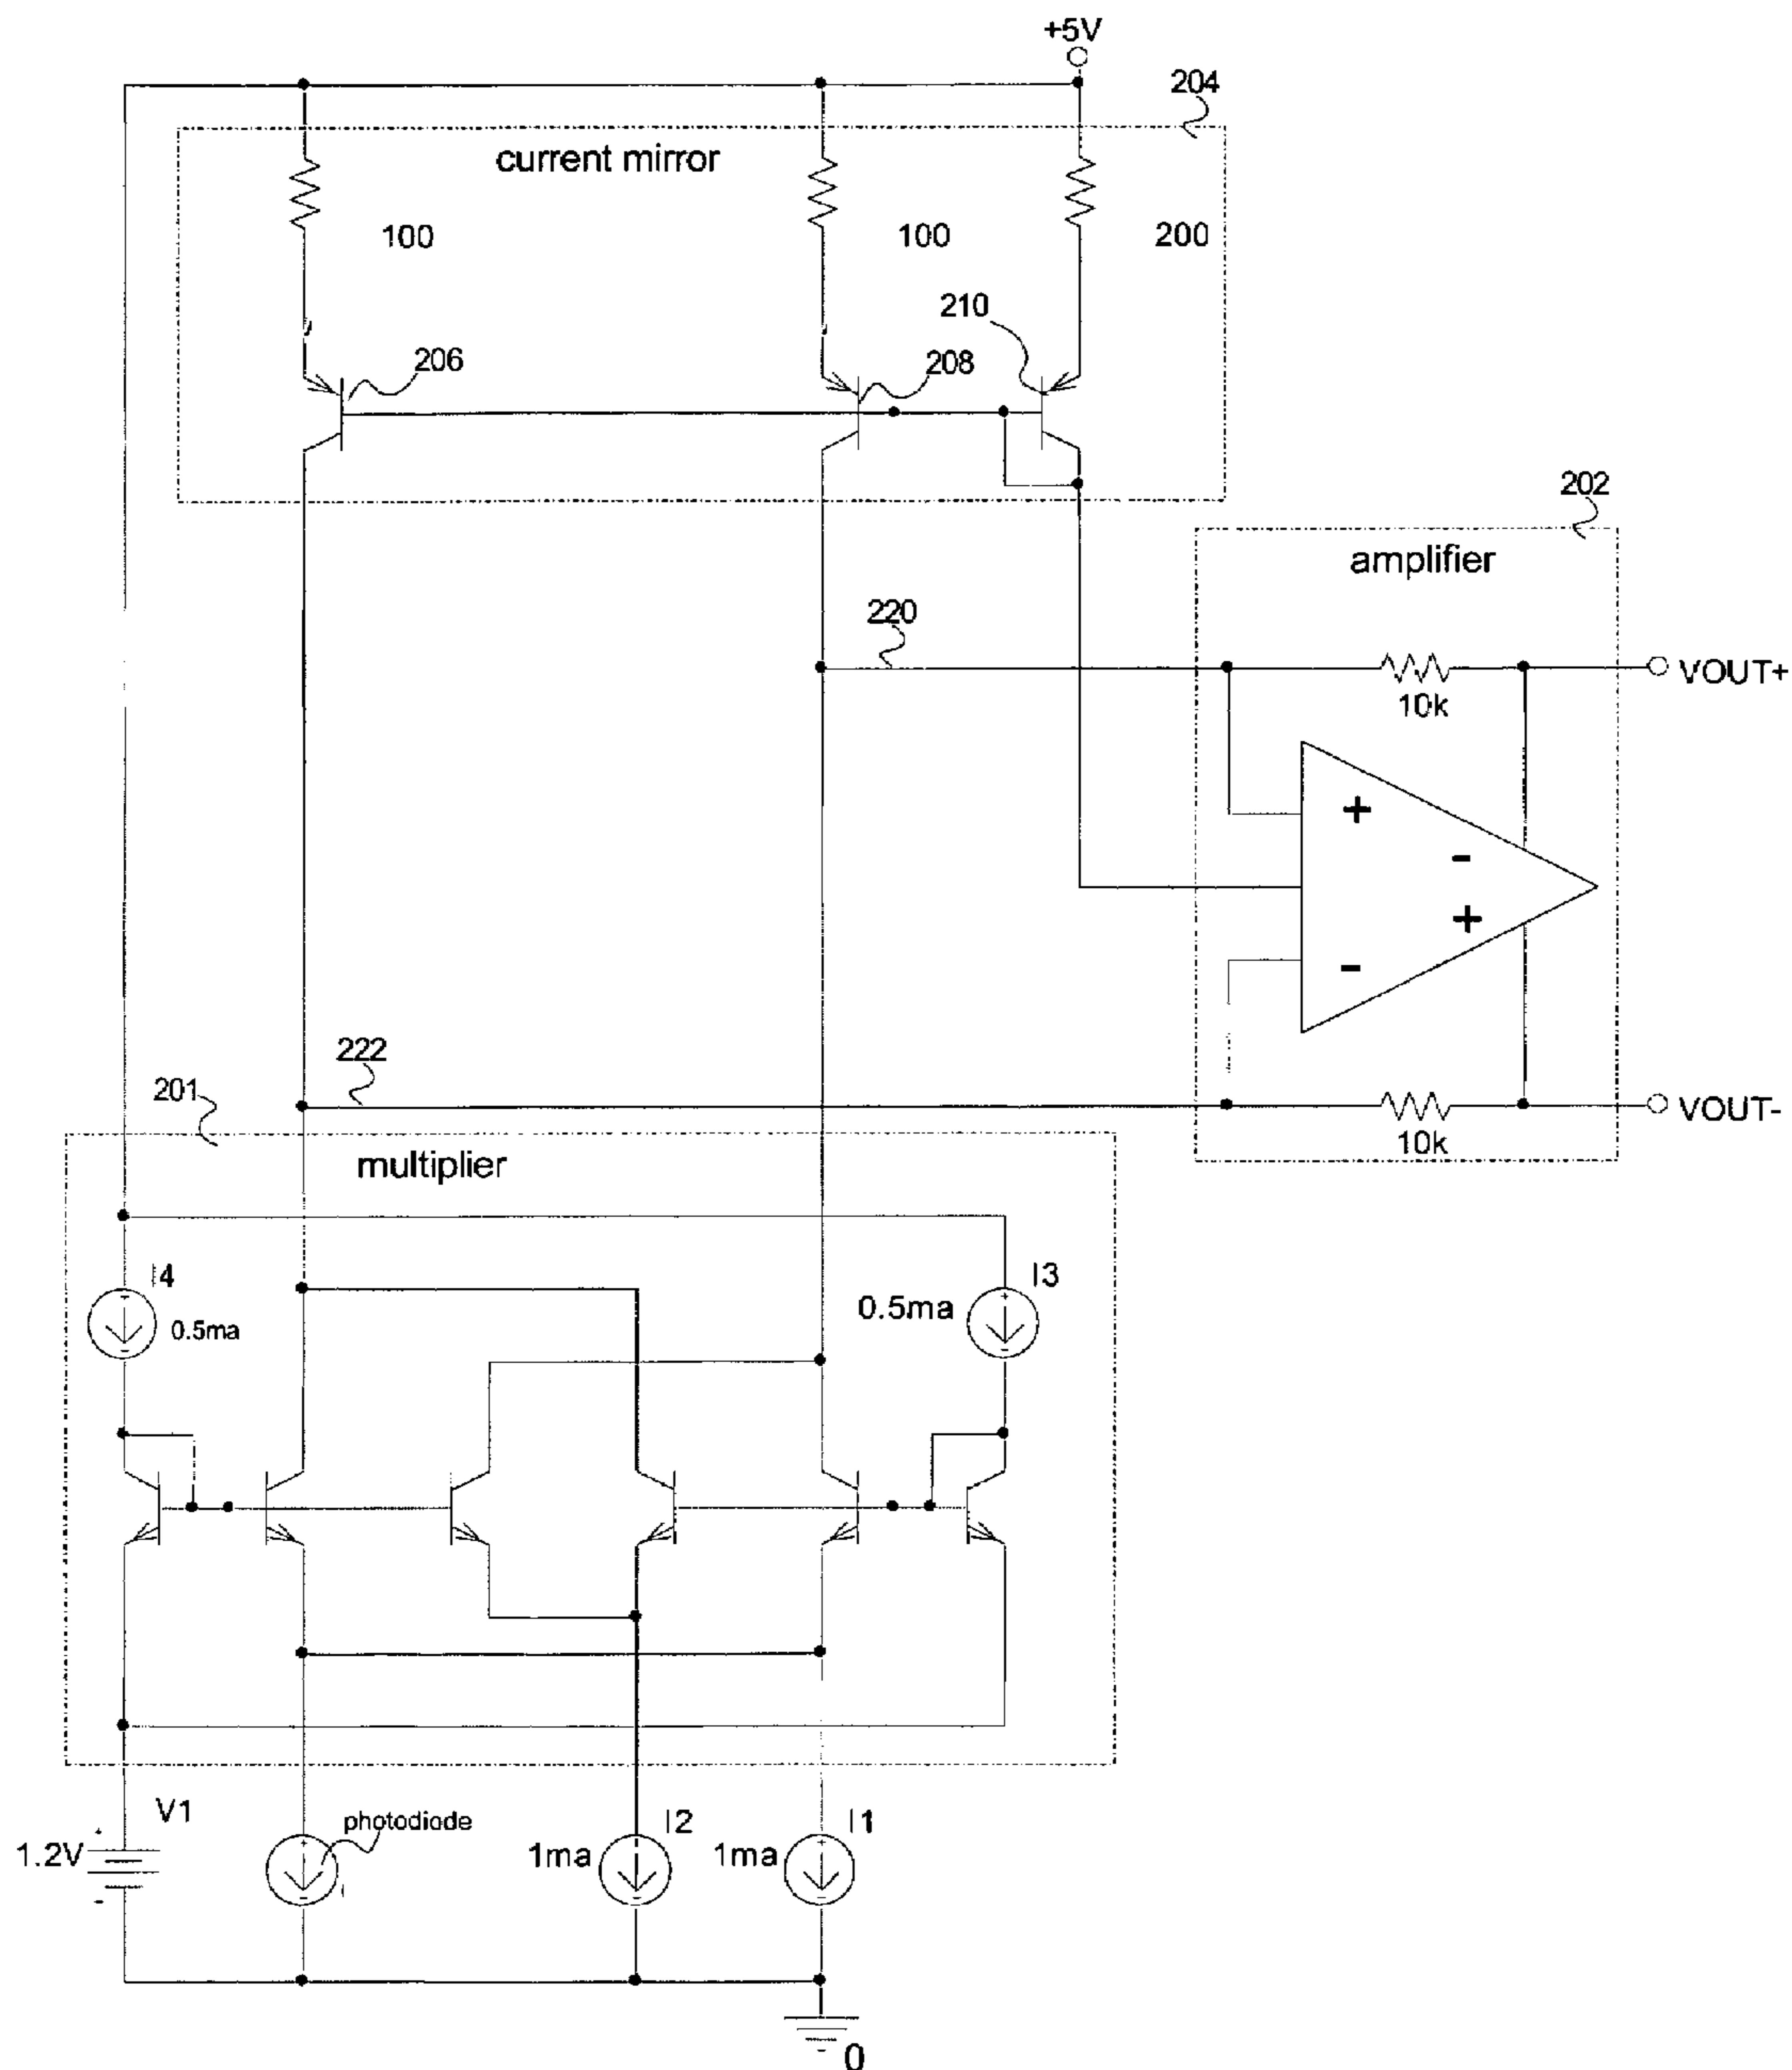 +5V
204
current mirror
100
100
200
210
206
208
202
amplifier
220
VOUT+
10k
+
-
+
-
222
201
VOUT-
10k
multiplier
I4
I3
0.5ma
0.5ma
V1
photodiode
I2
I1
1.2V
1ma
1ma
0